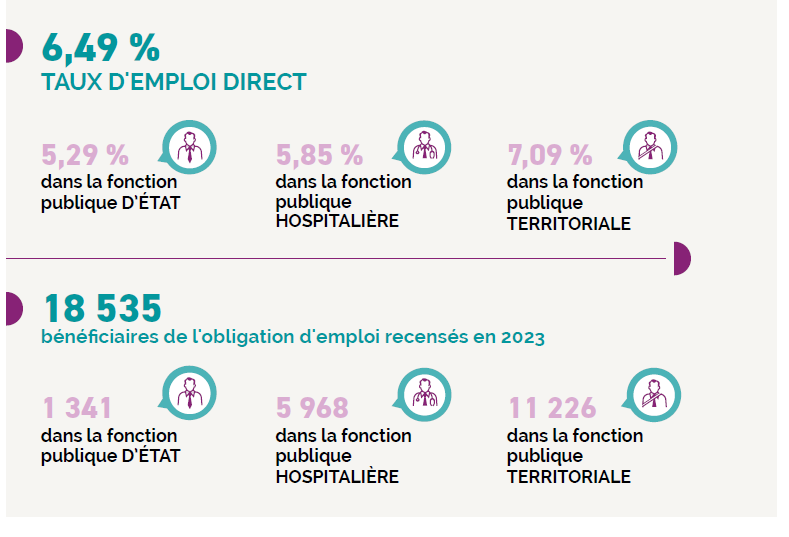 6,49 %
TAUX D'EMPLOI DIRECT
5,29 %
dans la fonction
publique D'ÉTAT
5,85 %
dans la fonction
publique
HOSPITALIÈRE
7,09 %
dans la fonction
publique
TERRITORIALE
18 535
bénéficiaires de l'obligation d'emploi recensés en 2023
1 341
dans la fonction
publique D'ÉTAT
5 968
dans la fonction
publique
HOSPITALIÈRE
11 226
dans la fonction
publique
TERRITORIALE